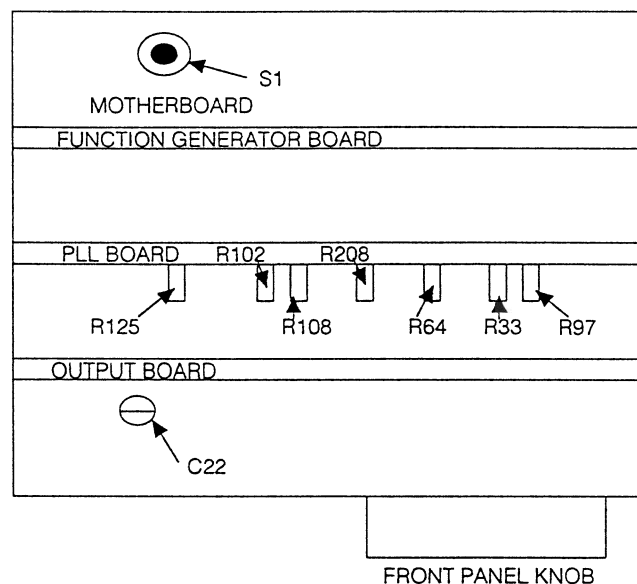 S1
MOTHERBOARD
FUNCTION GENERATOR BOARD
PLL BOARD
R102
R208
R125
R108
R64
R33
R97
OUTPUT BOARD
C22
FRONT PANEL KNOB